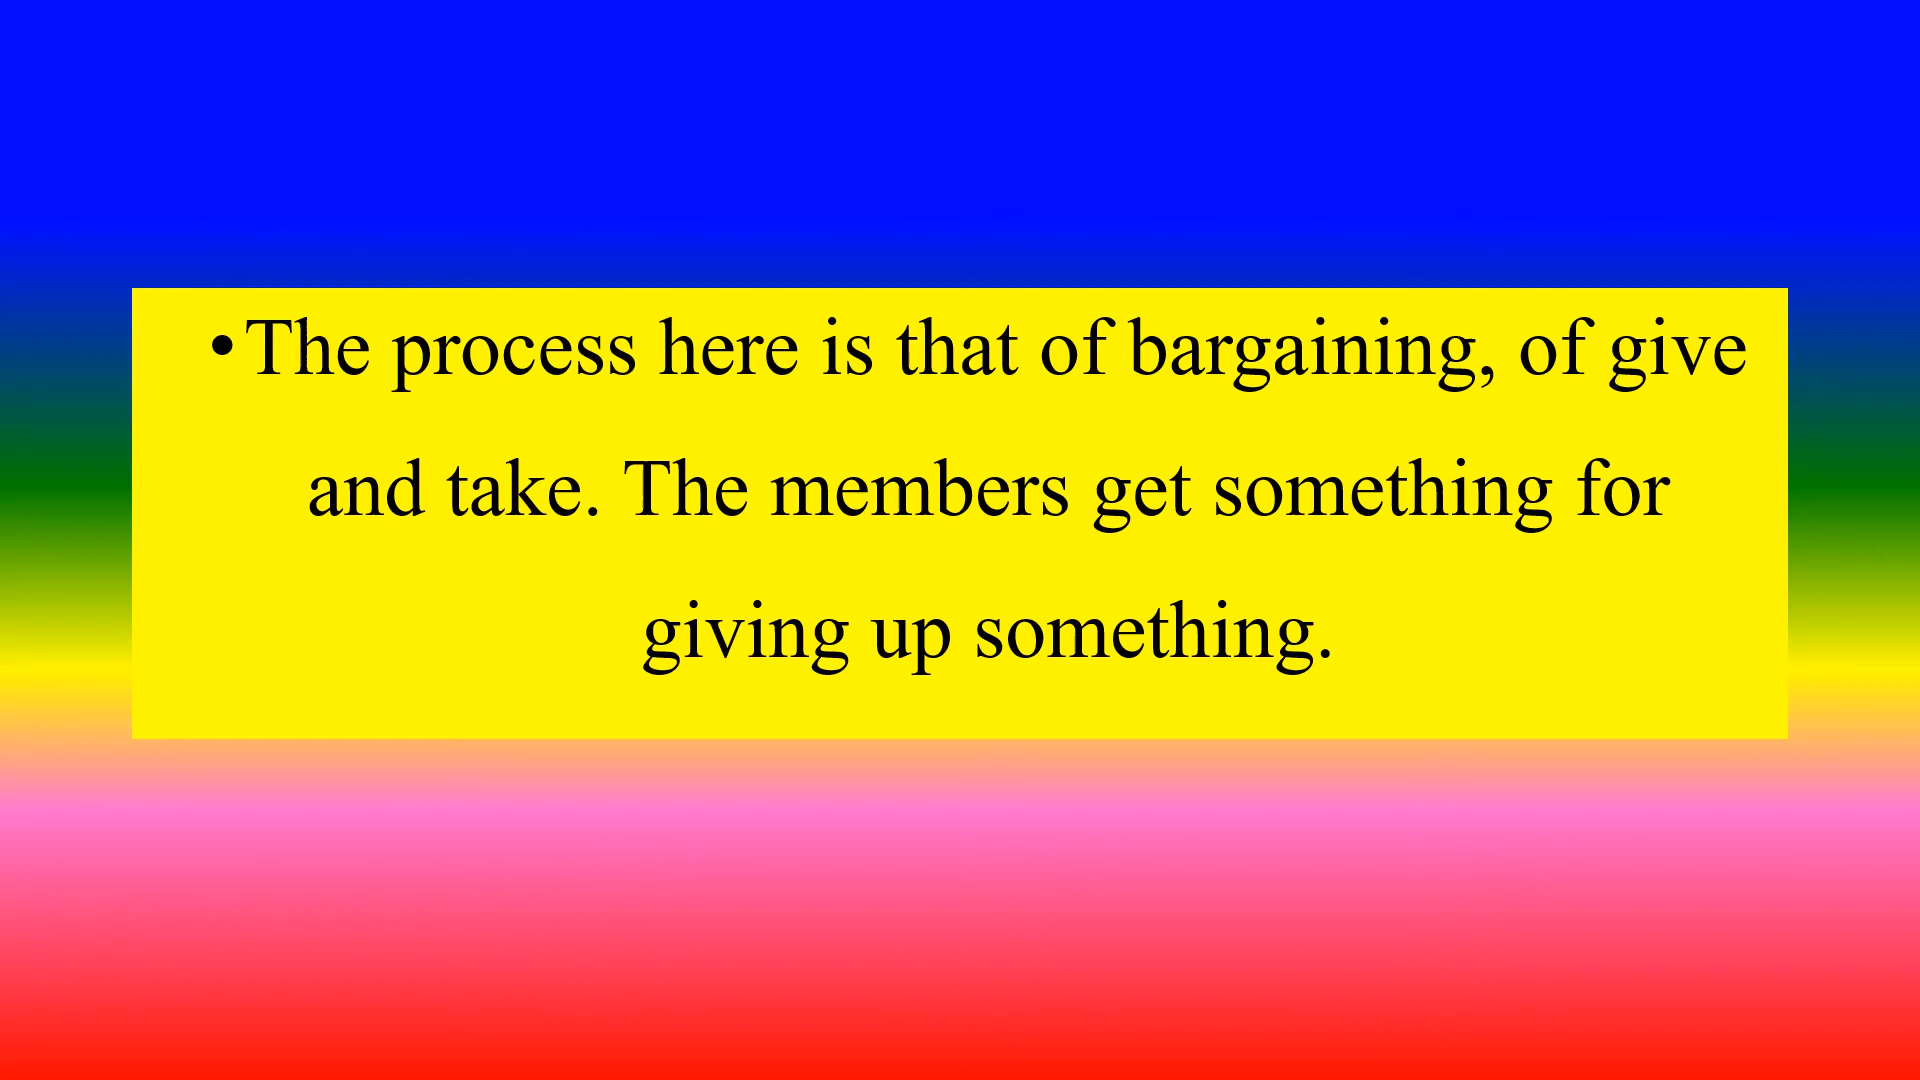 •The process here is that of bargaining, of give
and take. The members get something for
giving up something.